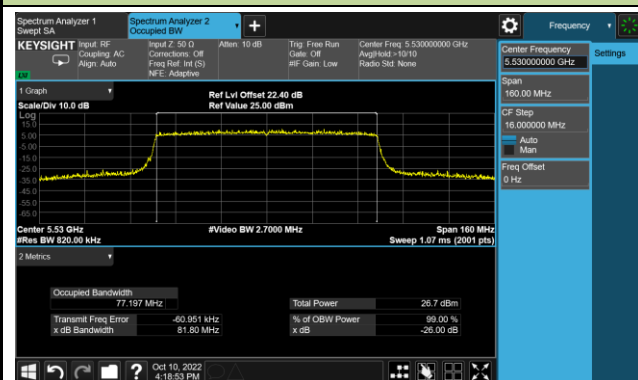 Spectrum Analyzer 1
Swept SA
Spectrum Analyzer 2
Occupied BW
Frequency
KEYSIGHT
Input: RF
Coupling: AC
Align: Auto
Input Z: 50 Ω
Corrections: Off
Freq Ref: Int (S)
NFE: Adaptive
Atten: 10 dB
Trig: Free Run
Gate: Off
#IF Gain: Low
Center Freq: 5.530000000 GHz
Avg|Hold:>10/10
Radio Std: None
Center Frequency
5.530000000 GHz
Settings
Span
160.00 MHz
CF Step
16.000000 MHz
Auto
Man
Freq Offset
0 Hz
1 Graph
Scale/Div 10.0 dB
Ref Lvl Offset 22.40 dB
Ref Value 25.00 dBm
Log
15.0
5.00
-5.00
-15.0
-25.0
-35.0
-45.0
-55.0
-65.0
Center 5.53 GHz
#Res BW 820.00 kHz
#Video BW 2.7000 MHz
Span 160 MHz
Sweep 1.07 ms (2001 pts)
2 Metrics
Occupied Bandwidth
77.197 MHz
Total Power 26.7 dBm
Transmit Freq Error -60.951 kHz
% of OBW Power 99.00 %
x dB Bandwidth 81.80 MHz
x dB -26.00 dB
?
Oct 10, 2022
4:18:53 PM